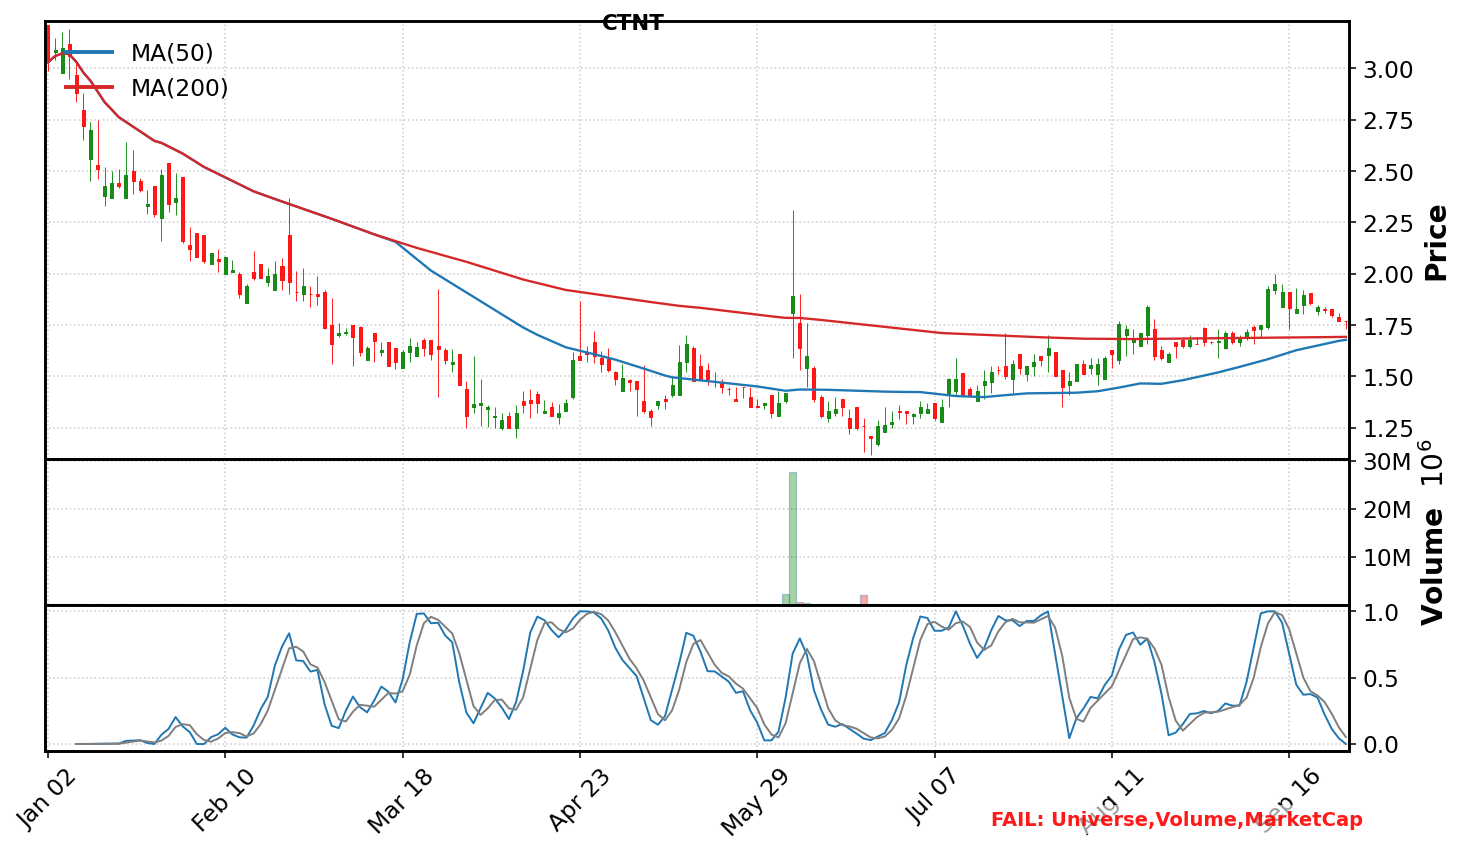 CTNT
MA(50)
MA(200)
3.00
2.75
2.50
2.25
2.00
1.75
1.50
1.25
Price
30M
20M
10M
Volume 10^6
1.0
0.5
0.0
Jan 02
Feb 10
Mar 18
Apr 23
May 29
Jul 07
Aug 11
Sep 16
FAIL: Universe,Volume,MarketCap